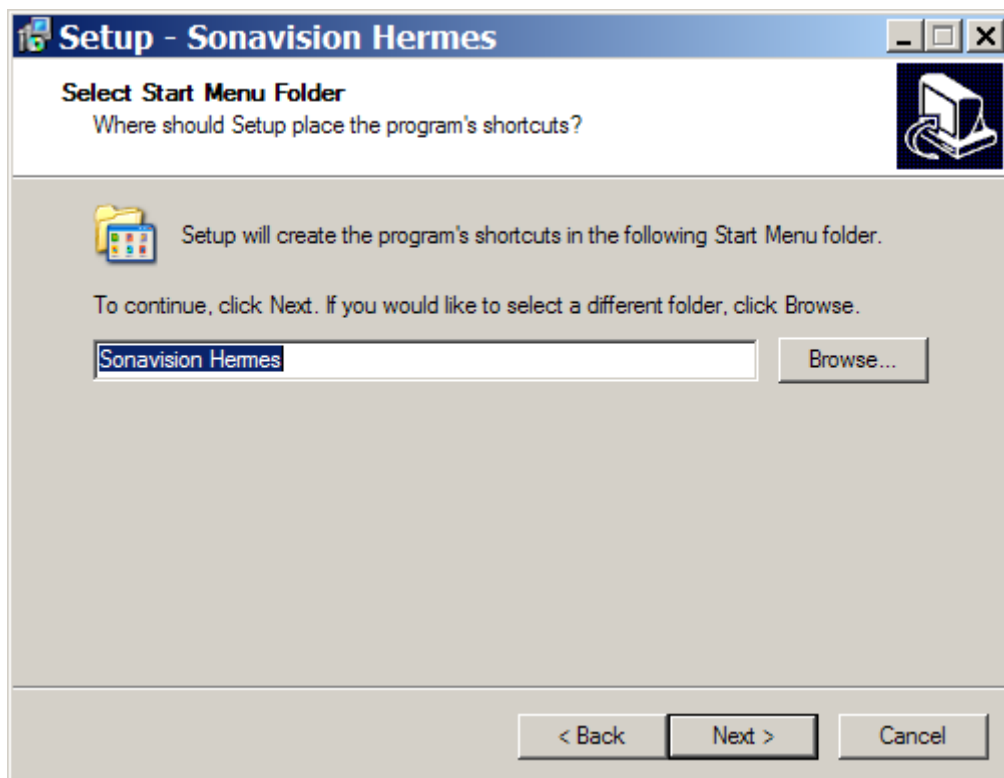 Setup - Sonavision Hermes
Select Start Menu Folder
Where should Setup place the program's shortcuts?
Setup will create the program's shortcuts in the following Start Menu folder.
To continue, click Next. If you would like to select a different folder, click Browse.
Sonavision Hermes
Browse...
< Back
Next >
Cancel